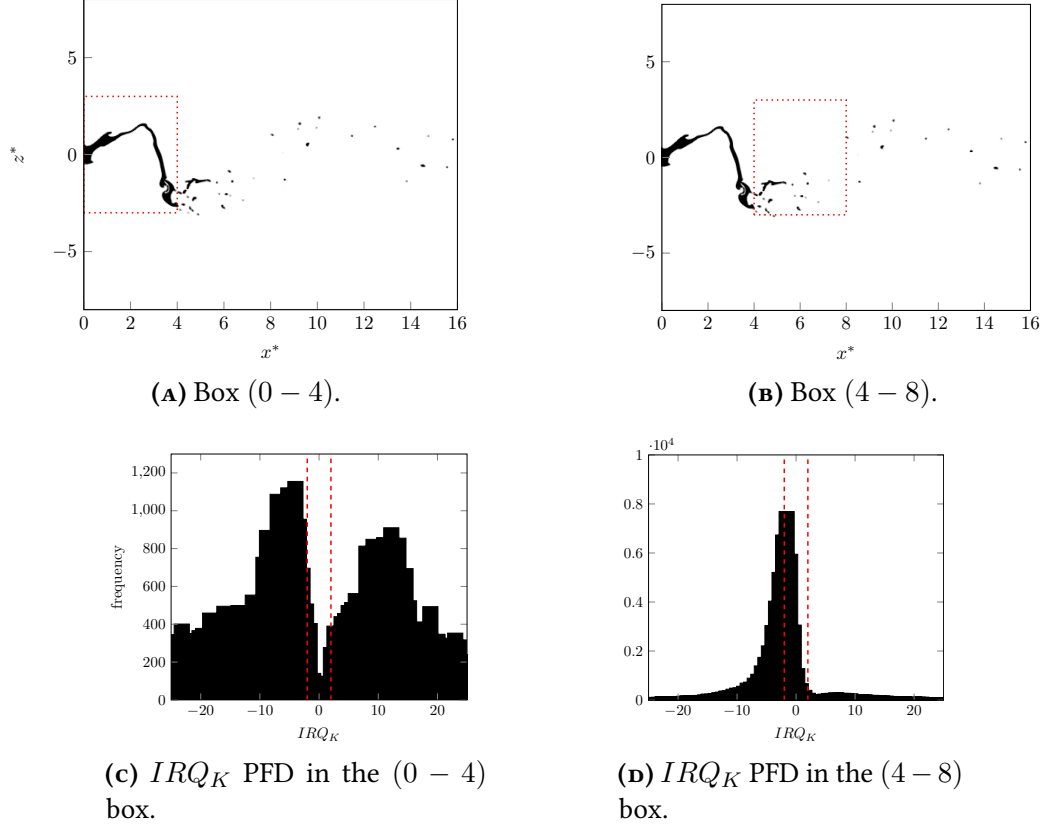 5
0
−5
z*
0 2 4 6 8 10 12 14 16
x*
(A) Box (0 − 4).
5
0
−5
0 2 4 6 8 10 12 14 16
x*
(B) Box (4 − 8).
1,200
1,000
800
600
400
200
0
frequency
−20 −10 0 10 20
IRQ_K
(C) IRQ_K PFD in the (0 − 4)
box.
·10⁴
1
0.8
0.6
0.4
0.2
0
−20 −10 0 10 20
IRQ_K
(D) IRQ_K PFD in the (4 − 8)
box.